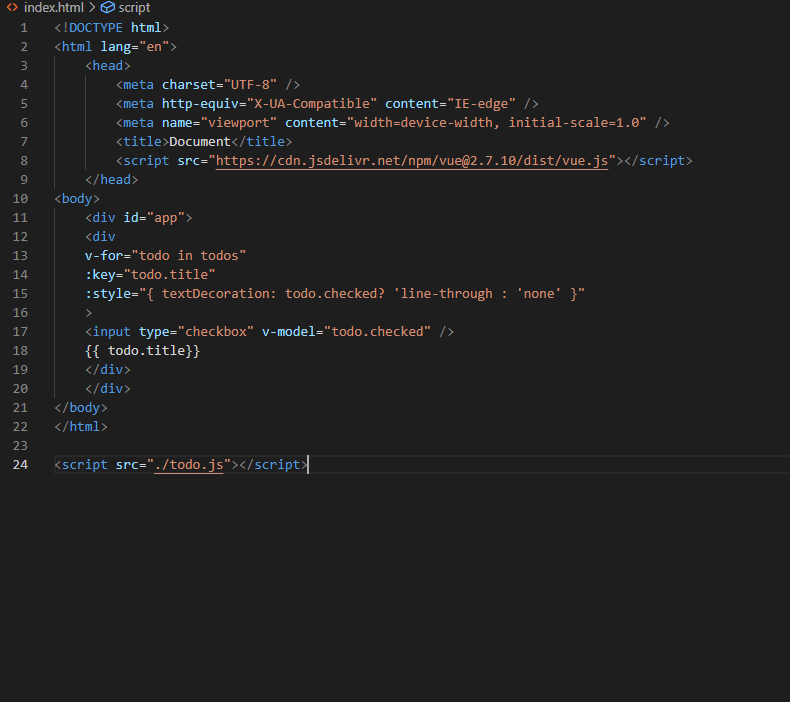 index.html > script
1 <!DOCTYPE html>
2 <html lang="en">
3     <head>
4         <meta charset="UTF-8" />
5         <meta http-equiv="X-UA-Compatible" content="IE-edge" />
6         <meta name="viewport" content="width=device-width, initial-scale=1.0" />
7         <title>Document</title>
8         <script src="https://cdn.jsdelivr.net/npm/vue@2.7.10/dist/vue.js"></script>
9     </head>
10 <body>
11     <div id="app">
12     <div
13     v-for="todo in todos"
14     :key="todo.title"
15     :style="{ textDecoration: todo.checked? 'line-through : 'none' }"
16     >
17     <input type="checkbox" v-model="todo.checked" />
18     {{ todo.title}}
19     </div>
20     </div>
21 </body>
22 </html>
23
24 <script src="./todo.js"></script>